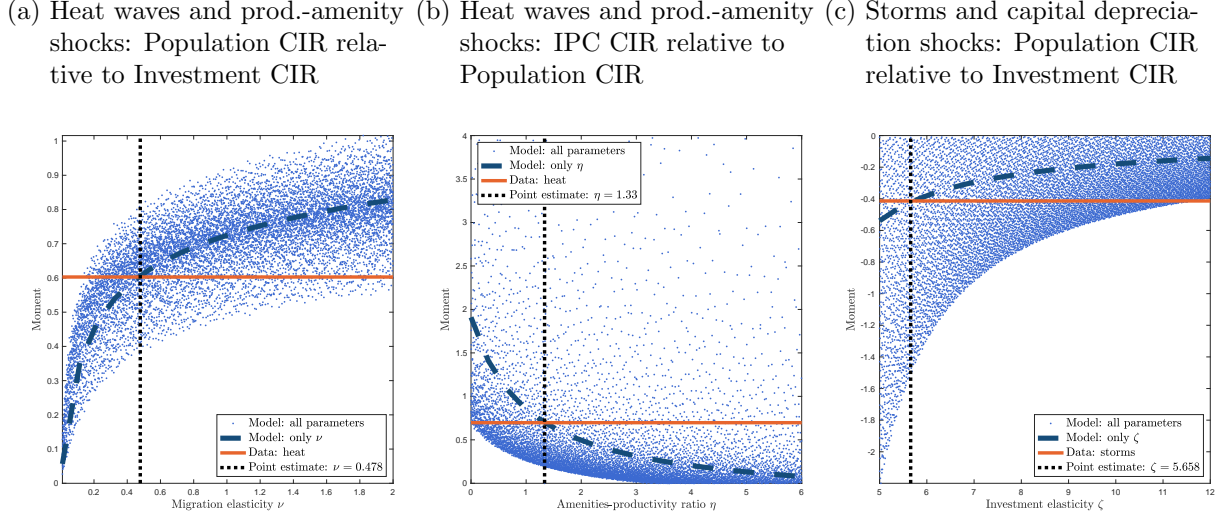 (a) Heat waves and prod.-amenity
shocks: Population CIR rela-
tive to Investment CIR
(b) Heat waves and prod.-amenity
shocks: IPC CIR relative to
Population CIR
(c) Storms and capital deprecia-
tion shocks: Population CIR
relative to Investment CIR
1
0.9
0.8
0.7
0.6
0.5
0.4
0.3
0.2
0.1
0
Moment
0.2 0.4 0.6 0.8 1 1.2 1.4 1.6 1.8 2
Migration elasticity ν
Model: all parameters
Model: only ν
Data: heat
Point estimate: ν = 0.478
4
3.5
3
2.5
2
1.5
1
0.5
0
Moment
0 1 2 3 4 5 6
Amenities-productivity ratio η
Model: all parameters
Model: only η
Data: heat
Point estimate: η = 1.33
0
-0.2
-0.4
-0.6
-0.8
-1
-1.2
-1.4
-1.6
-1.8
-2
Moment
5 6 7 8 9 10 11 12
Investment elasticity ζ
Model: all parameters
Model: only ζ
Data: storms
Point estimate: ζ = 5.658